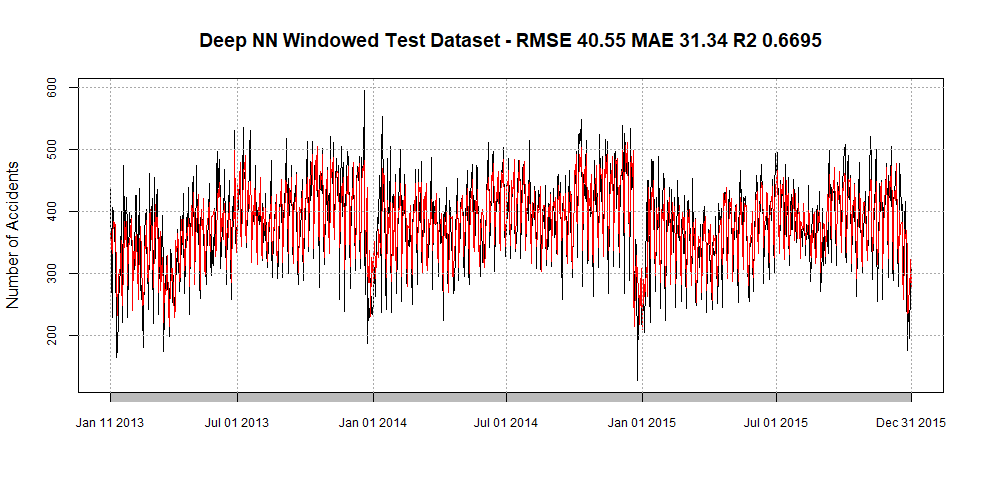 Deep NN Windowed Test Dataset - RMSE 40.55 MAE 31.34 R2 0.6695
Number of Accidents
600
500
400
300
200
Jan 11 2013
Jul 01 2013
Jan 01 2014
Jul 01 2014
Jan 01 2015
Jul 01 2015
Dec 31 2015